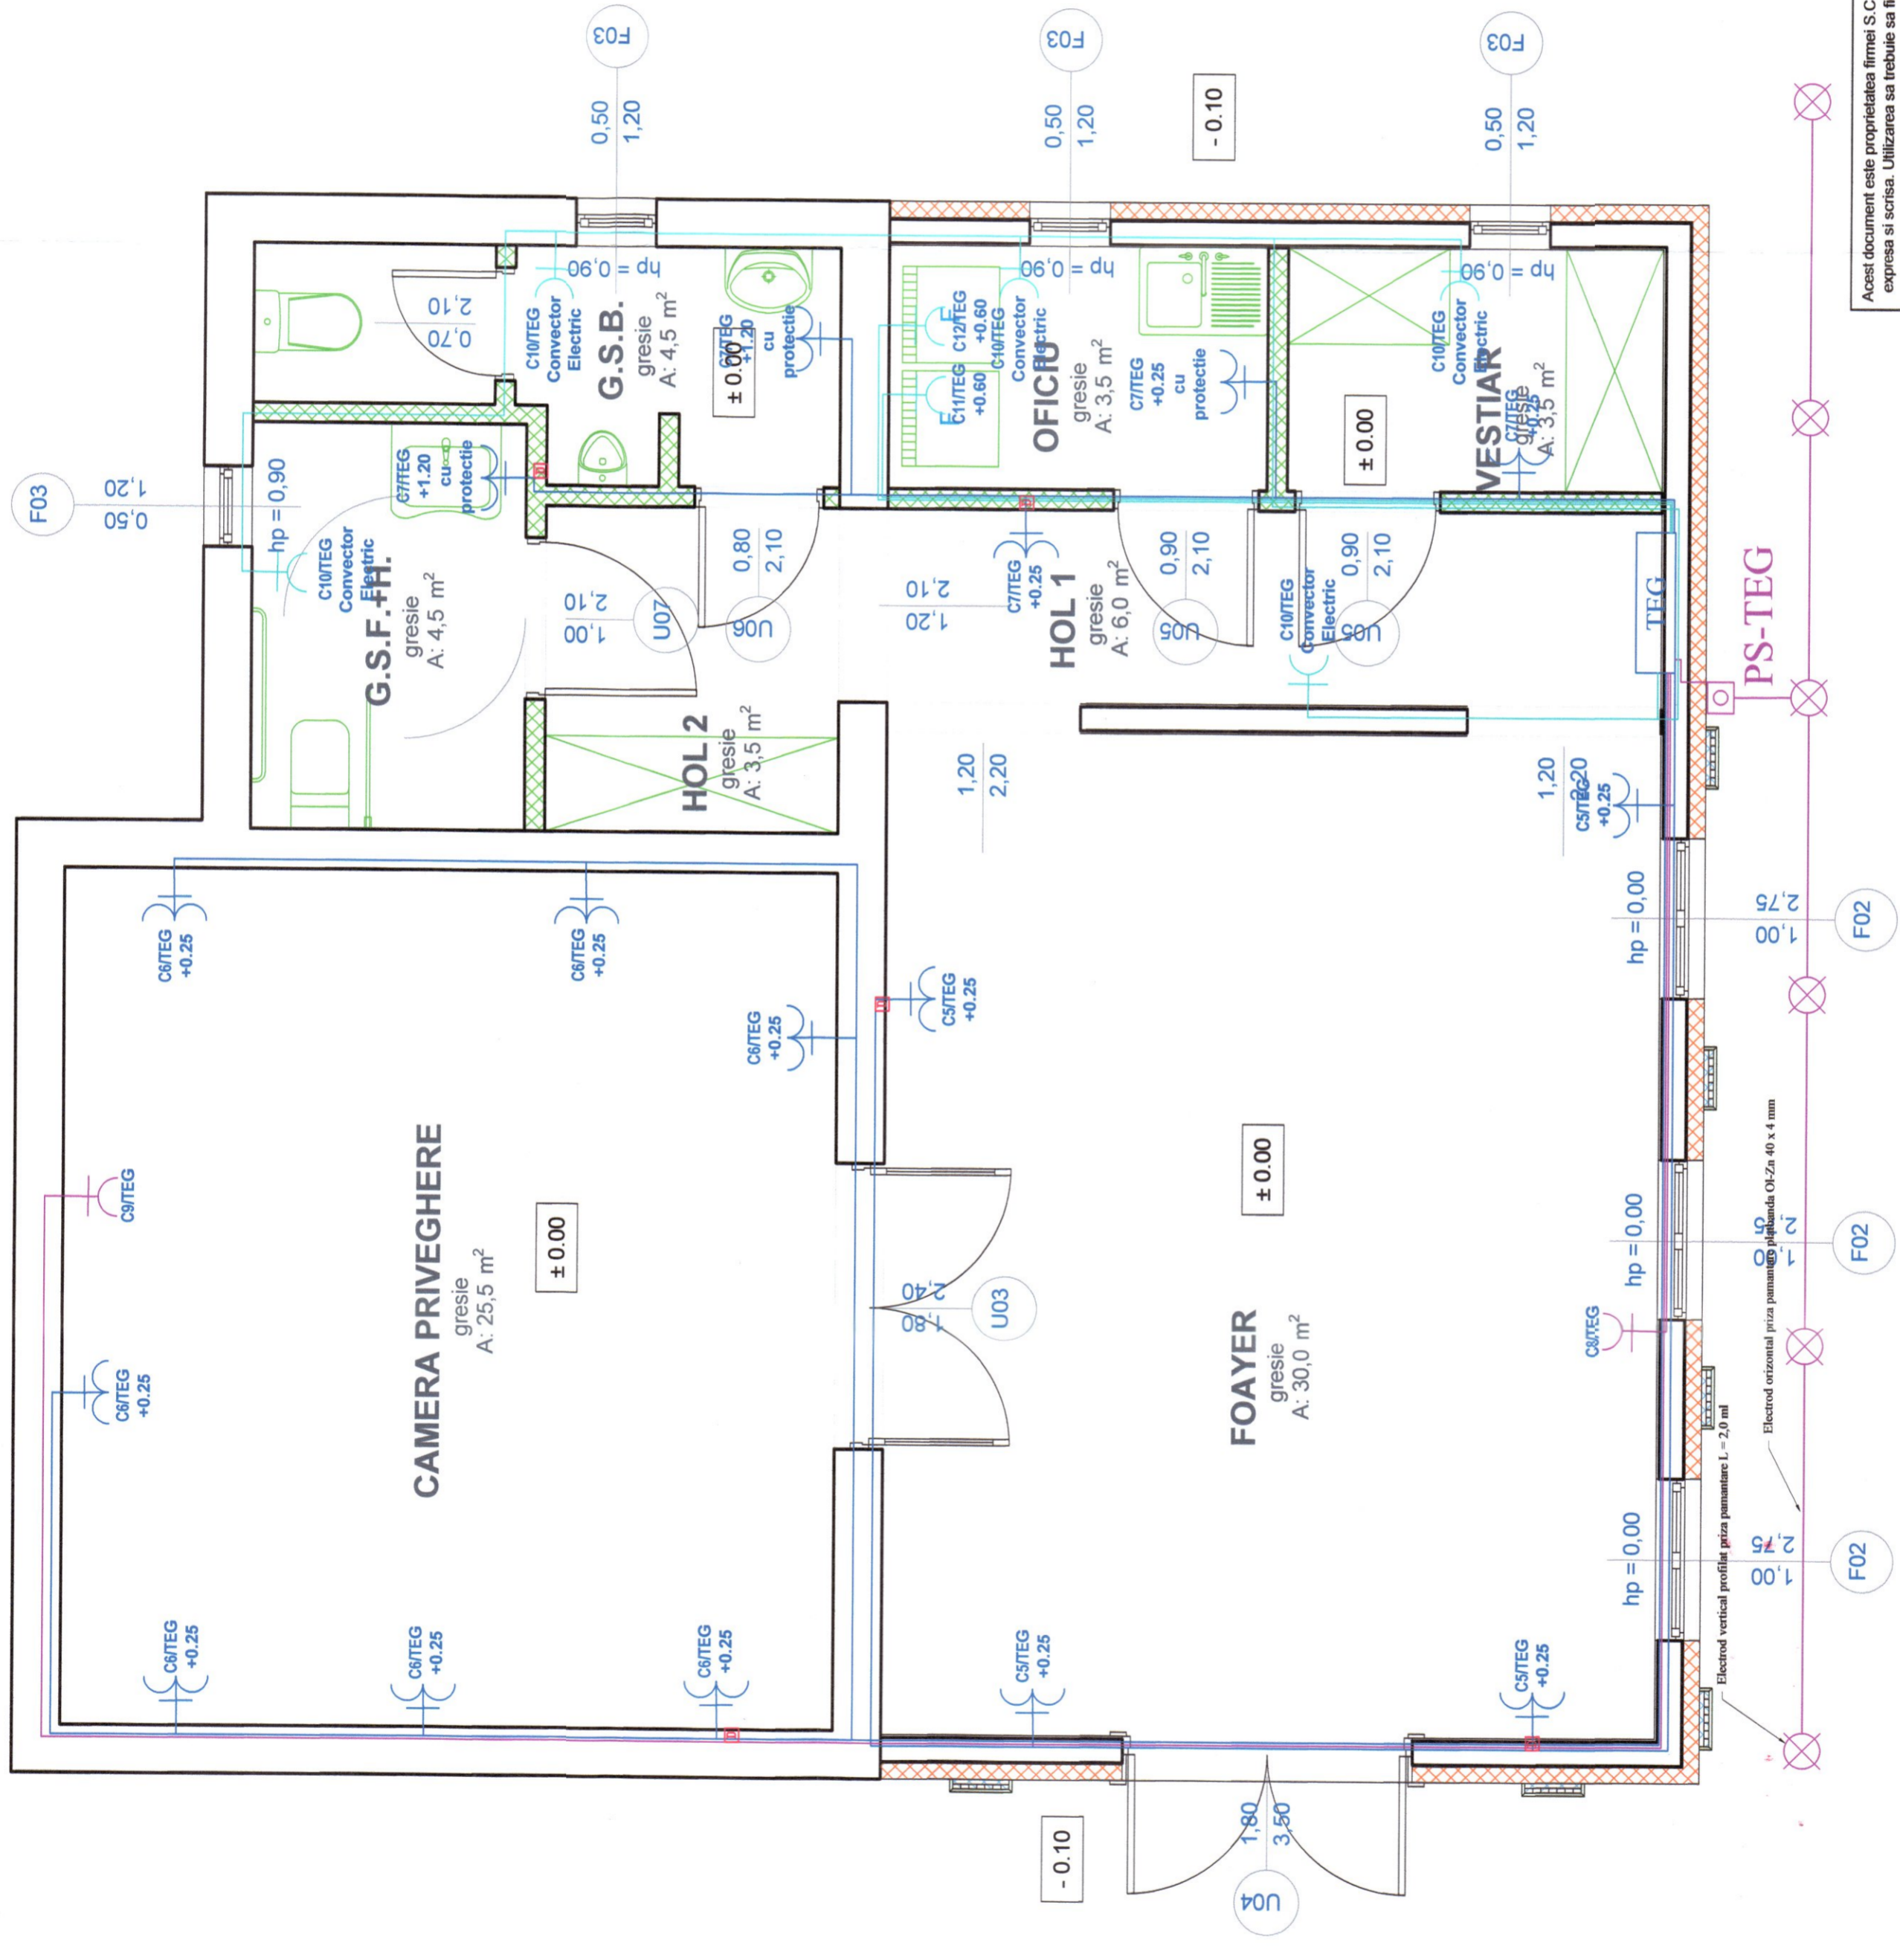 CAMERA PRIVEGHERE
gresie
A: 25,5 m²
± 0.00
C6/TEG
+0.25
C6/TEG
+0.25
C6/TEG
+0.25
C6/TEG
+0.25
C6/TEG
+0.25
C6/TEG
+0.25
C6/TEG
+0.25
C9/TEG
FOAYER
gresie
A: 30,0 m²
± 0.00
C5/TEG
+0.25
C5/TEG
+0.25
C5/TEG
+0.25
C5/TEG
+0.25
C8/TEG
U03
1,80
2,40
U04
1,80
3,50
- 0.10
hp = 0,00
hp = 0,00
hp = 0,00
1,00
2,75
F02
1,00
F02
1,00
2,75
F02
1,20
2,20
1,20
2,20
HOL 2
gresie
A: 3,5 m²
G.S.F.+H.
gresie
A: 4,5 m²
C10/TEG
Convector
Electric
C7/TEG
+1.20
cu
protectie
hp = 0,90
F03
0,50
1,20
1,00
2,10
U07
0,80
2,10
U06
G.S.B.
gresie
A: 4,5 m²
± 0.00
C7/TEG
+1.20
cu
protectie
C10/TEG
Convector
Electric
0,70
2,10
hp = 0,90
0,50
1,20
F03
HOL 1
gresie
A: 6,0 m²
1,20
2,10
C7/TEG
+0.25
C10/TEG
Convector
Electric
0,90
2,10
U05
0,90
2,10
U05
OFICIU
gresie
A: 3,5 m²
C11/TEG
+0.60
C12/TEG
+0.60
C10/TEG
Convector
Electric
C7/TEG
+0.25
cu
protectie
hp = 0,90
0,50
1,20
F03
- 0.10
VESTIAR
gresie
A: 3,5 m²
± 0.00
C7/TEG
+0.25
C10/TEG
Convector
Electric
hp = 0,90
0,50
1,20
F03
TEG
PS-TEG
Electrod vertical profilat priza pamantare L = 2,0 ml
Electrod orizontal priza pamantare platbanda Ol-Zn 40 x 4 mm
Acest document este proprietatea firmei S.C
expresa si scrisa. Utilizarea sa trebuie sa fi